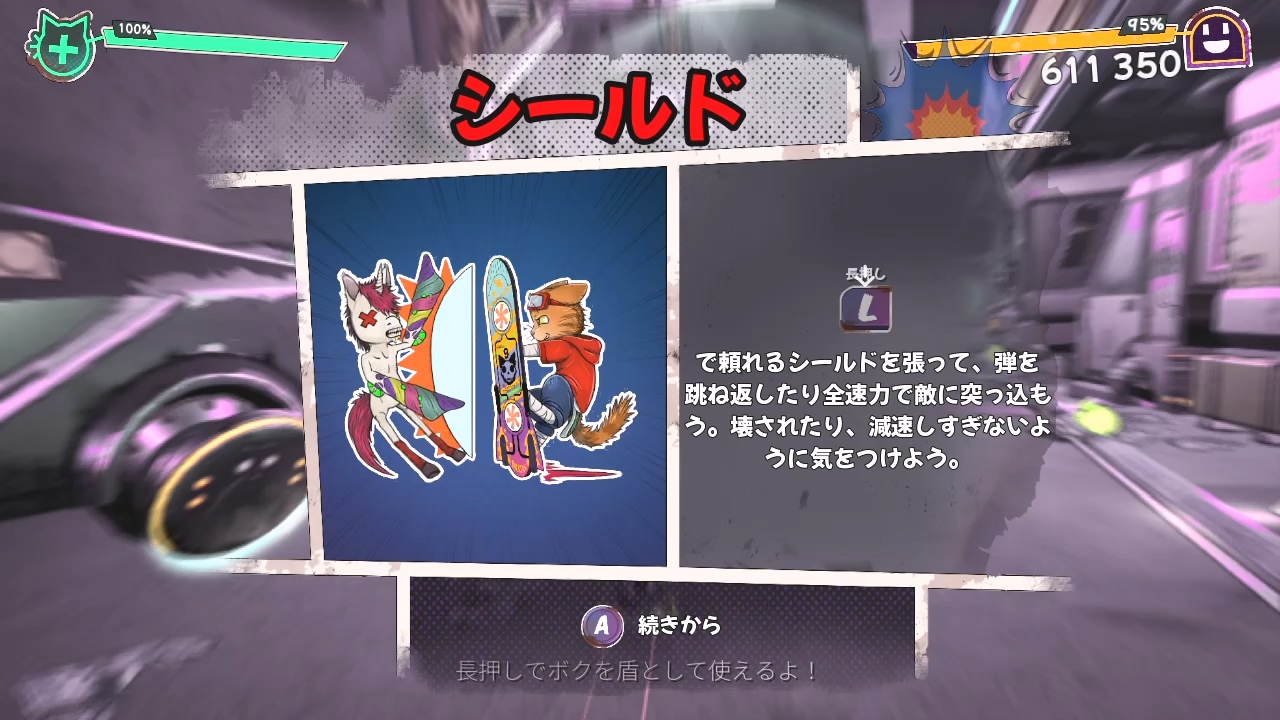 100%
95%
611 350
シールド
長押し
L
で頼れるシールドを張って、弾を
跳ね返したり全速力で敵に突っ込も
う。壊されたり、減速しすぎないよ
うに気をつけよう。
A 続きから
長押しでボクを盾として使えるよ！